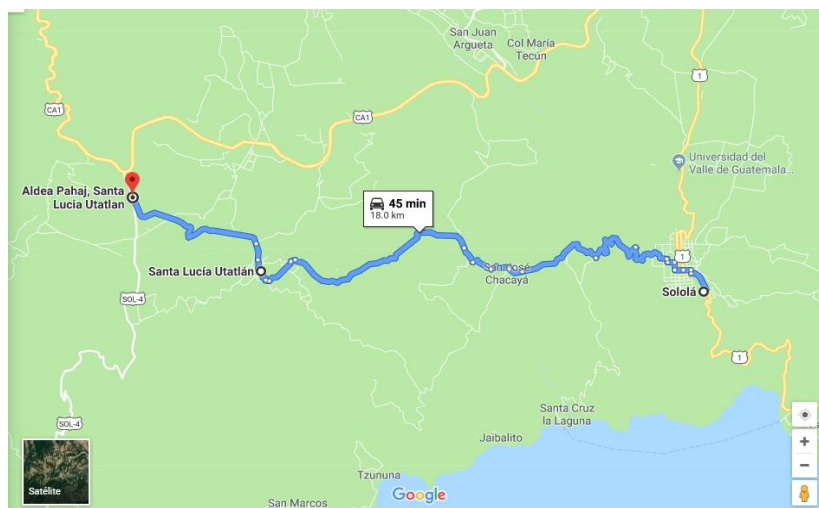 San Juan
Argueta
Col María
Tecún
1
CA1
CA1
Universidad del
Valle de Guatemala...
Aldea Pahaj, Santa
Lucia Utatlan
45 min
18.0 km
1
Santa Lucía Utatlán
San José
Chacayá
Sololá
SOL-4
1
Santa Cruz
la Laguna
SOL-4
Jaibalito
Tzununa
Satélite
Google
San Marcos